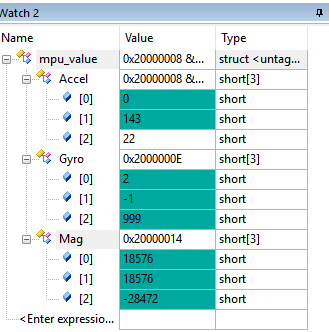 Watch 2
Name Value Type
mpu_value 0x20000008 &... struct <untag...
Accel 0x20000008 &... short[3]
[0] 0 short
[1] 143 short
[2] 22 short
Gyro 0x2000000E short[3]
[0] 2 short
[1] -1 short
[2] 999 short
Mag 0x20000014 short[3]
[0] 18576 short
[1] 18576 short
[2] -28472 short
<Enter expressio...